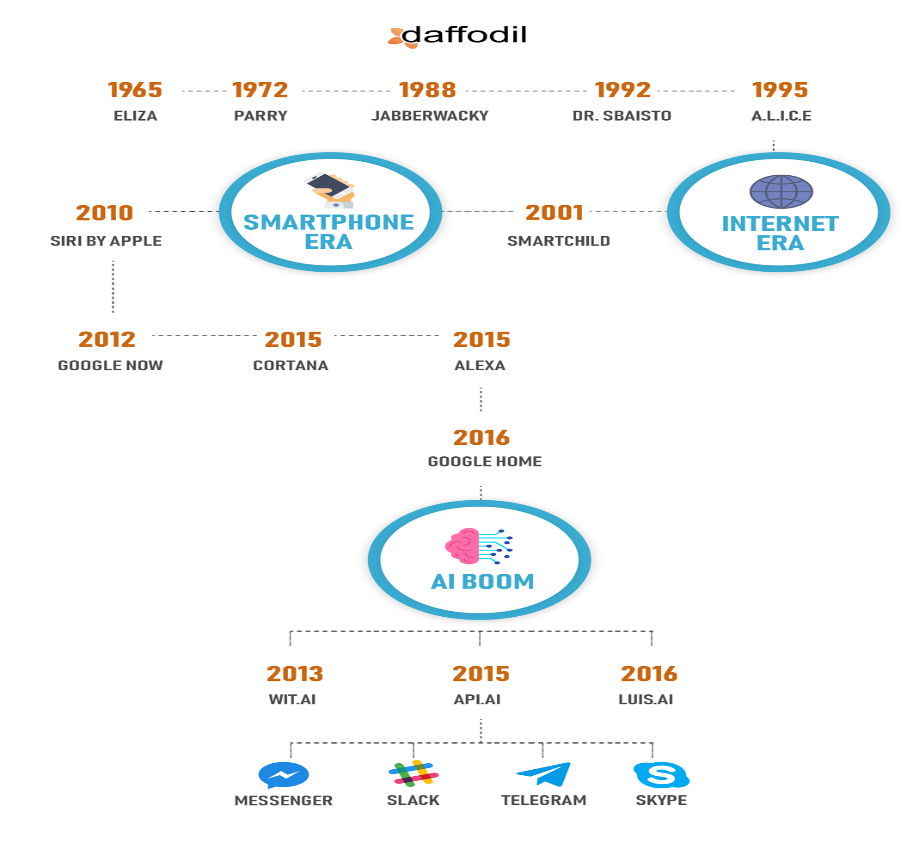 daffodil
1965 1972 1988 1992 1995
ELIZA PARRY JABBERWACKY DR. SBAISTO A.L.I.C.E
INTERNET
ERA
2001
SMARTCHILD
SMARTPHONE
ERA
2010
SIRI BY APPLE
2012 2015 2015
GOOGLE NOW CORTANA ALEXA
2016
GOOGLE HOME
AI BOOM
2013 2015 2016
WIT.AI API.AI LUIS.AI
MESSENGER SLACK TELEGRAM SKYPE